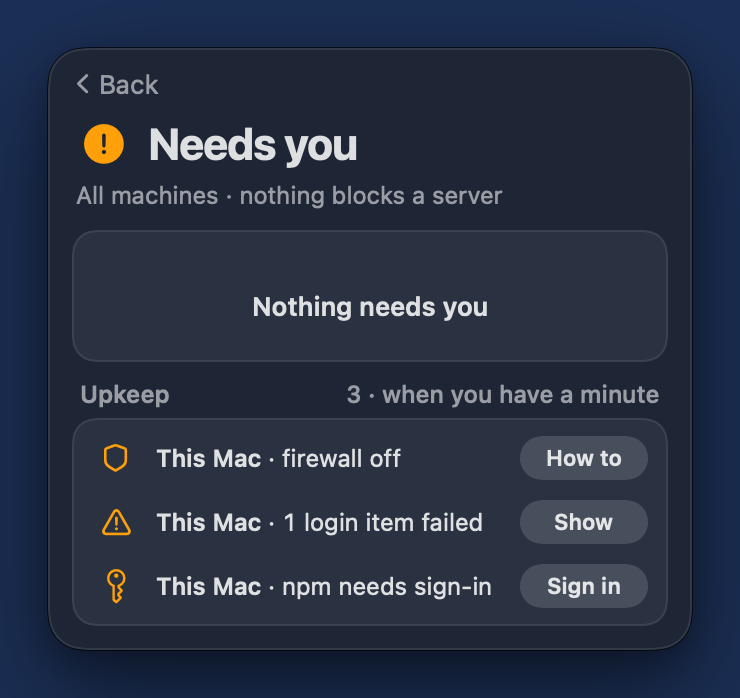 Back
Needs you
All machines · nothing blocks a server
Nothing needs you
Upkeep 3 · when you have a minute
This Mac · firewall off How to
This Mac · 1 login item failed Show
This Mac · npm needs sign-in Sign in